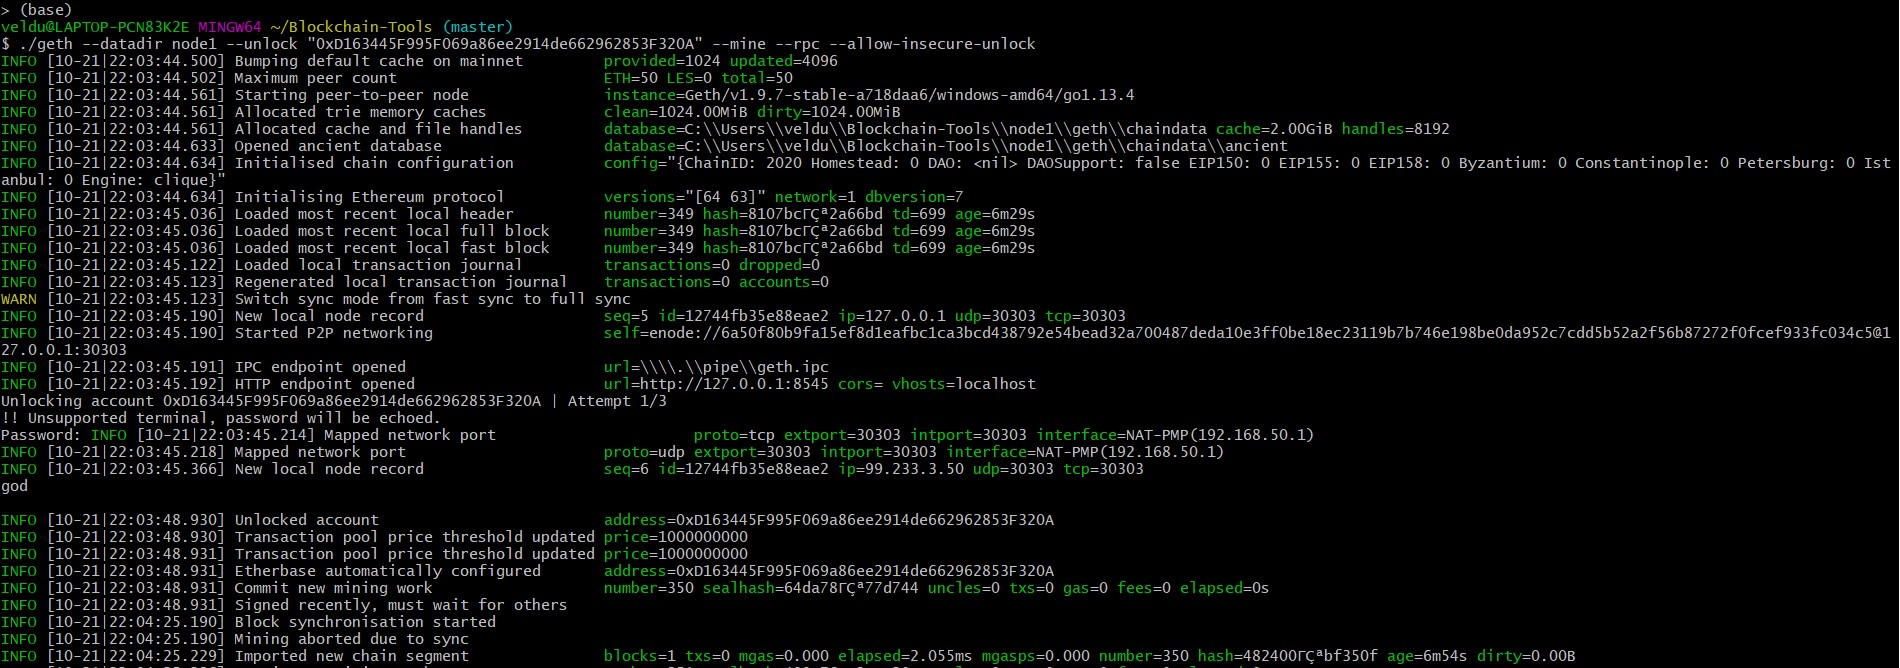 > (base)
veldu@LAPTOP-PCN83K2E MINGW64 ~/Blockchain-Tools (master)
$ ./geth --datadir node1 --unlock "0xD163445F995F069a86ee2914de662962853F320A" --mine --rpc --allow-insecure-unlock
INFO [10-21|22:03:44.500] Bumping default cache on mainnet provided=1024 updated=4096
INFO [10-21|22:03:44.502] Maximum peer count ETH=50 LES=0 total=50
INFO [10-21|22:03:44.561] Starting peer-to-peer node instance=Geth/v1.9.7-stable-a718daa6/windows-amd64/go1.13.4
INFO [10-21|22:03:44.561] Allocated trie memory caches clean=1024.00MiB dirty=1024.00MiB
INFO [10-21|22:03:44.561] Allocated cache and file handles database=C:\\Users\\veldu\\Blockchain-Tools\\node1\\geth\\chaindata cache=2.00GiB handles=8192
INFO [10-21|22:03:44.633] Opened ancient database database=C:\\Users\\veldu\\Blockchain-Tools\\node1\\geth\\chaindata\\ancient
INFO [10-21|22:03:44.634] Initialised chain configuration config="{ChainID: 2020 Homestead: 0 DAO: <nil> DAOSupport: false EIP150: 0 EIP155: 0 EIP158: 0 Byzantium: 0 Constantinople: 0 Petersburg: 0 Ist
anbul: 0 Engine: clique}"
INFO [10-21|22:03:44.634] Initialising Ethereum protocol versions="[64 63]" network=1 dbversion=7
INFO [10-21|22:03:45.036] Loaded most recent local header number=349 hash=8107bcΓÇª2a66bd td=699 age=6m29s
INFO [10-21|22:03:45.036] Loaded most recent local full block number=349 hash=8107bcΓÇª2a66bd td=699 age=6m29s
INFO [10-21|22:03:45.036] Loaded most recent local fast block number=349 hash=8107bcΓÇª2a66bd td=699 age=6m29s
INFO [10-21|22:03:45.122] Loaded local transaction journal transactions=0 dropped=0
INFO [10-21|22:03:45.123] Regenerated local transaction journal transactions=0 accounts=0
WARN [10-21|22:03:45.123] Switch sync mode from fast sync to full sync
INFO [10-21|22:03:45.190] New local node record seq=5 id=12744fb35e88eae2 ip=127.0.0.1 udp=30303 tcp=30303
INFO [10-21|22:03:45.190] Started P2P networking self=enode://6a50f80b9fa15ef8d1eafbc1ca3bcd438792e54bead32a700487deda10e3ff0be18ec23119b7b746e198be0da952c7cdd5b52a2f56b87272f0fcef933fc034c5@1
27.0.0.1:30303
INFO [10-21|22:03:45.191] IPC endpoint opened url=\\\\.\\pipe\\geth.ipc
INFO [10-21|22:03:45.192] HTTP endpoint opened url=http://127.0.0.1:8545 cors= vhosts=localhost
Unlocking account 0xD163445F995F069a86ee2914de662962853F320A | Attempt 1/3
!! Unsupported terminal, password will be echoed.
Password: INFO [10-21|22:03:45.214] Mapped network port proto=tcp extport=30303 intport=30303 interface=NAT-PMP(192.168.50.1)
INFO [10-21|22:03:45.218] Mapped network port proto=udp extport=30303 intport=30303 interface=NAT-PMP(192.168.50.1)
INFO [10-21|22:03:45.366] New local node record seq=6 id=12744fb35e88eae2 ip=99.233.3.50 udp=30303 tcp=30303
god
INFO [10-21|22:03:48.930] Unlocked account address=0xD163445F995F069a86ee2914de662962853F320A
INFO [10-21|22:03:48.930] Transaction pool price threshold updated price=1000000000
INFO [10-21|22:03:48.931] Transaction pool price threshold updated price=1000000000
INFO [10-21|22:03:48.931] Etherbase automatically configured address=0xD163445F995F069a86ee2914de662962853F320A
INFO [10-21|22:03:48.931] Commit new mining work number=350 sealhash=64da78ΓÇª77d744 uncles=0 txs=0 gas=0 fees=0 elapsed=0s
INFO [10-21|22:03:48.931] Signed recently, must wait for others
INFO [10-21|22:04:25.190] Block synchronisation started
INFO [10-21|22:04:25.190] Mining aborted due to sync
INFO [10-21|22:04:25.229] Imported new chain segment blocks=1 txs=0 mgas=0.000 elapsed=2.055ms mgasps=0.000 number=350 hash=482400ΓÇªbf350f age=6m54s dirty=0.00B